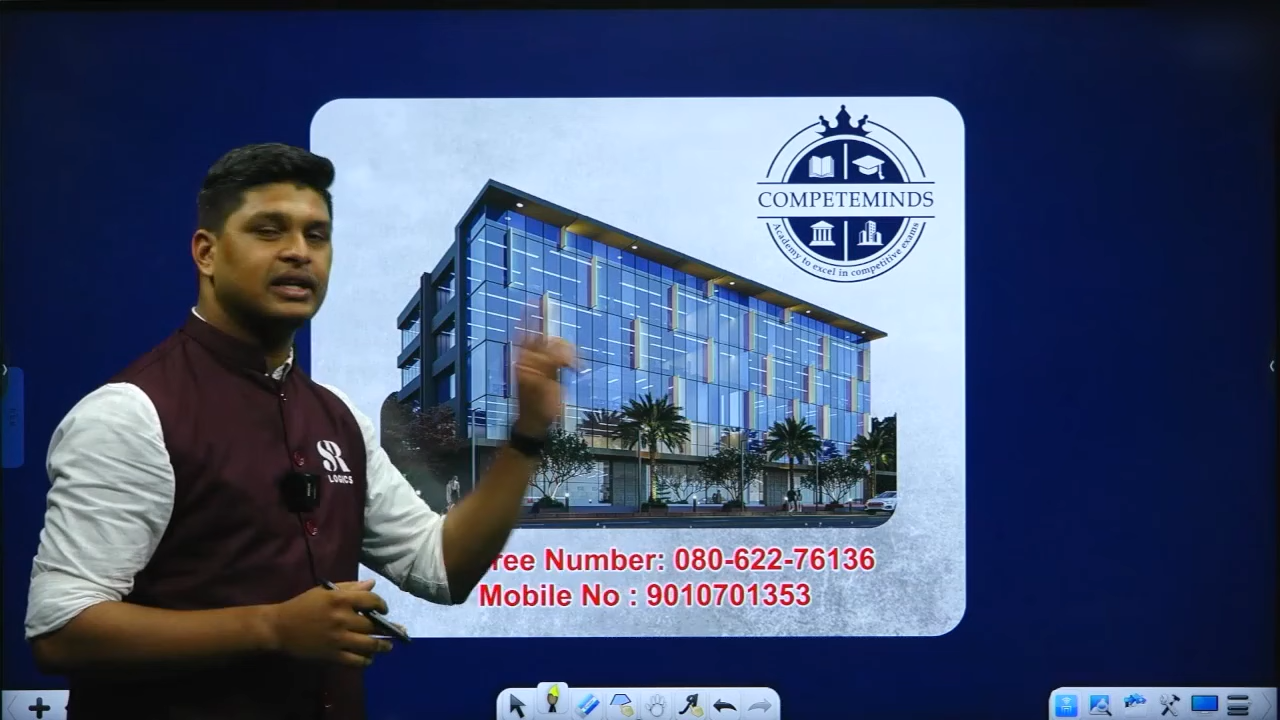 COMPETEMINDS
Academy to excel in competitive exams
SR
LOGICS
ree Number: 080-622-76136
Mobile No : 9010701353